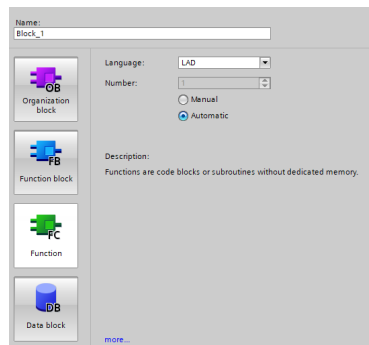 Name:
Block_1
Language: LAD
Number: 1
Manual
Automatic
Description:
Functions are code blocks or subroutines without dedicated memory.
more...
OB
Organization
block
FB
Function block
FC
Function
DB
Data block